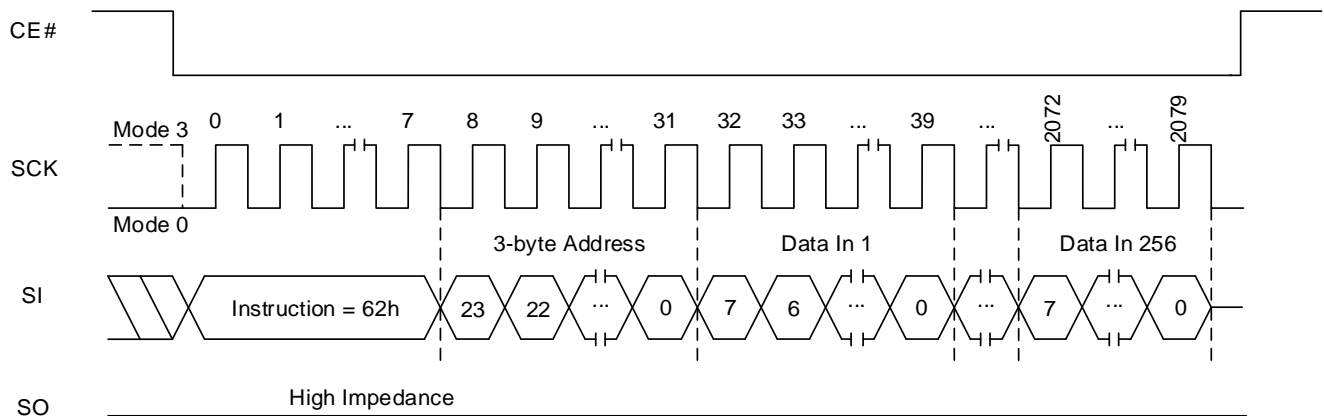 CE#
0 1 ... 7 8 9 ... 31 32 33 ... 39 ... 2072 ... 2079
Mode 3
SCK
Mode 0
3-byte Address Data In 1 Data In 256
SI Instruction = 62h 23 22 ... 0 7 6 ... 0 ... 7 ... 0
High Impedance
SO